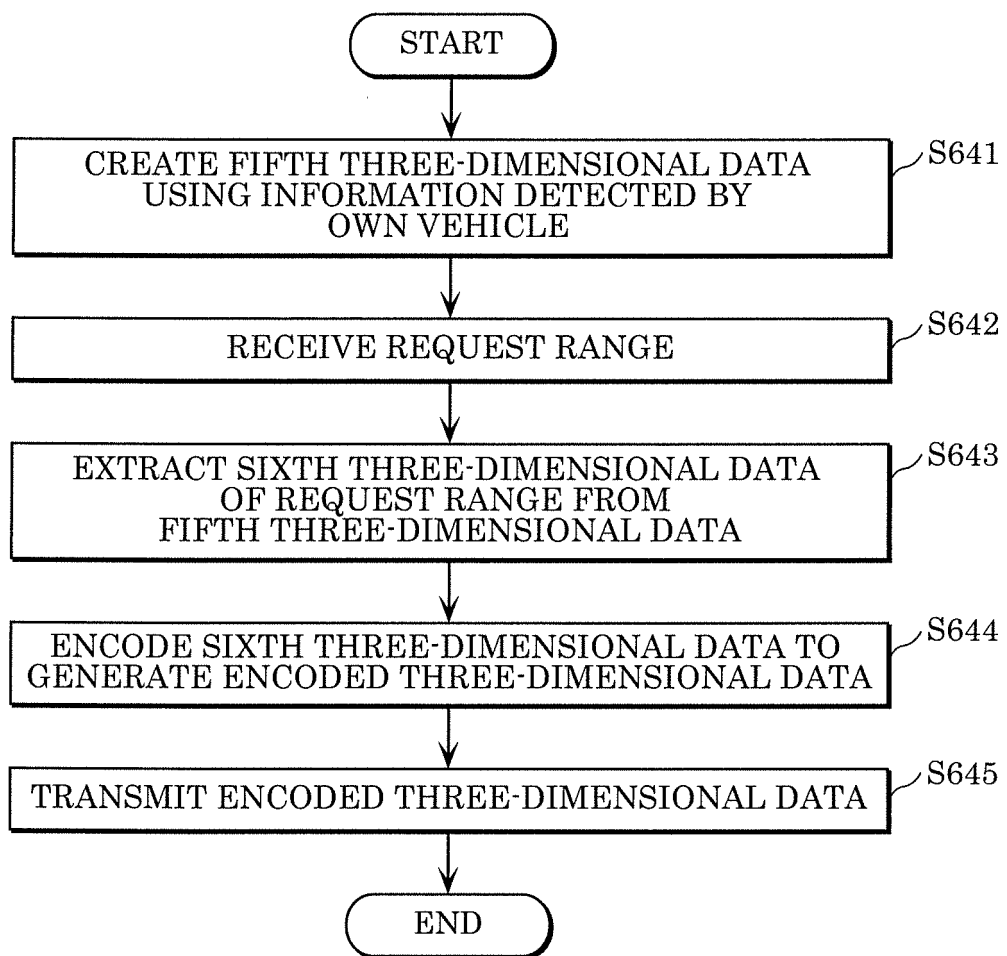 START
CREATE FIFTH THREE-DIMENSIONAL DATA
USING INFORMATION DETECTED BY
OWN VEHICLE
S641
RECEIVE REQUEST RANGE
S642
EXTRACT SIXTH THREE-DIMENSIONAL DATA
OF REQUEST RANGE FROM
FIFTH THREE-DIMENSIONAL DATA
S643
ENCODE SIXTH THREE-DIMENSIONAL DATA TO
GENERATE ENCODED THREE-DIMENSIONAL DATA
S644
TRANSMIT ENCODED THREE-DIMENSIONAL DATA
S645
END